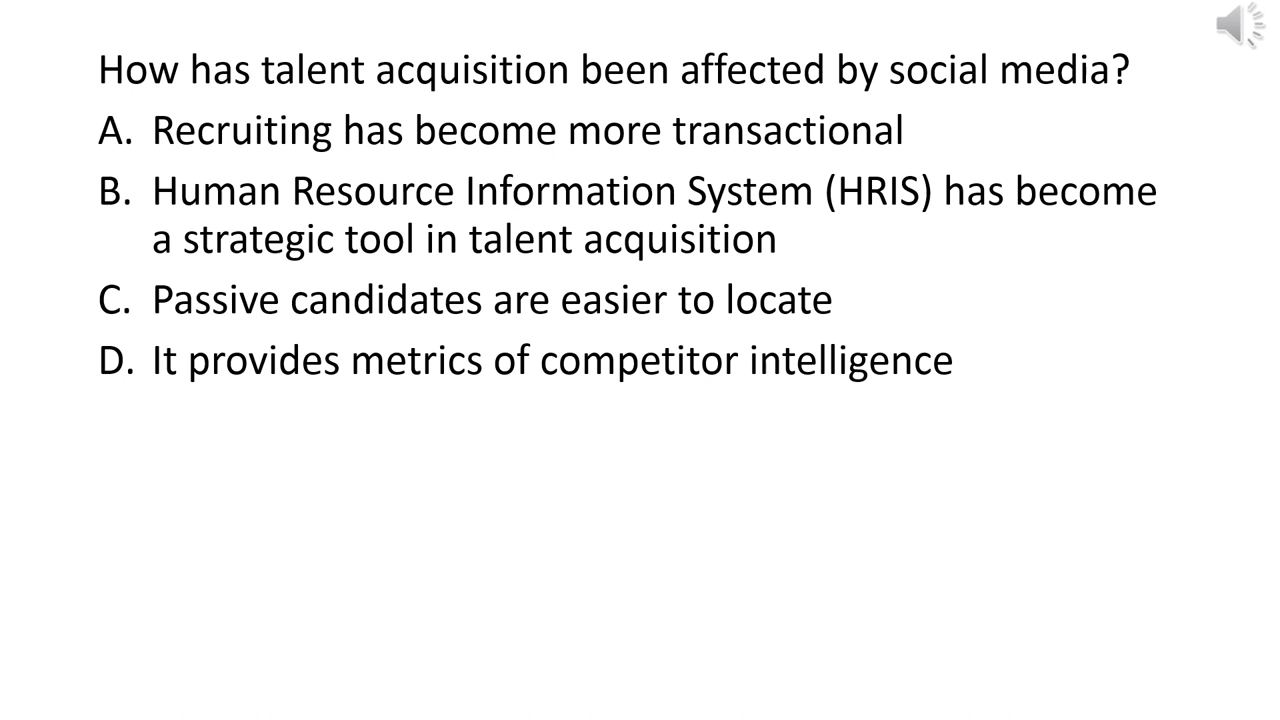 How has talent acquisition been affected by social media?
A. Recruiting has become more transactional
B. Human Resource Information System (HRIS) has become
a strategic tool in talent acquisition
C. Passive candidates are easier to locate
D. It provides metrics of competitor intelligence